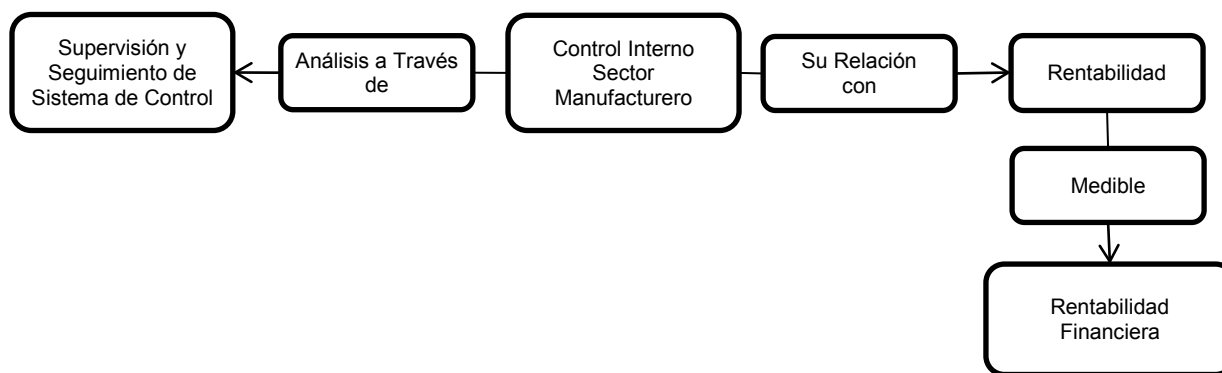 Supervisión y
Seguimiento de
Sistema de Control
Análisis a Través
de
Control Interno
Sector
Manufacturero
Su Relación
con
Rentabilidad
Medible
Rentabilidad
Financiera